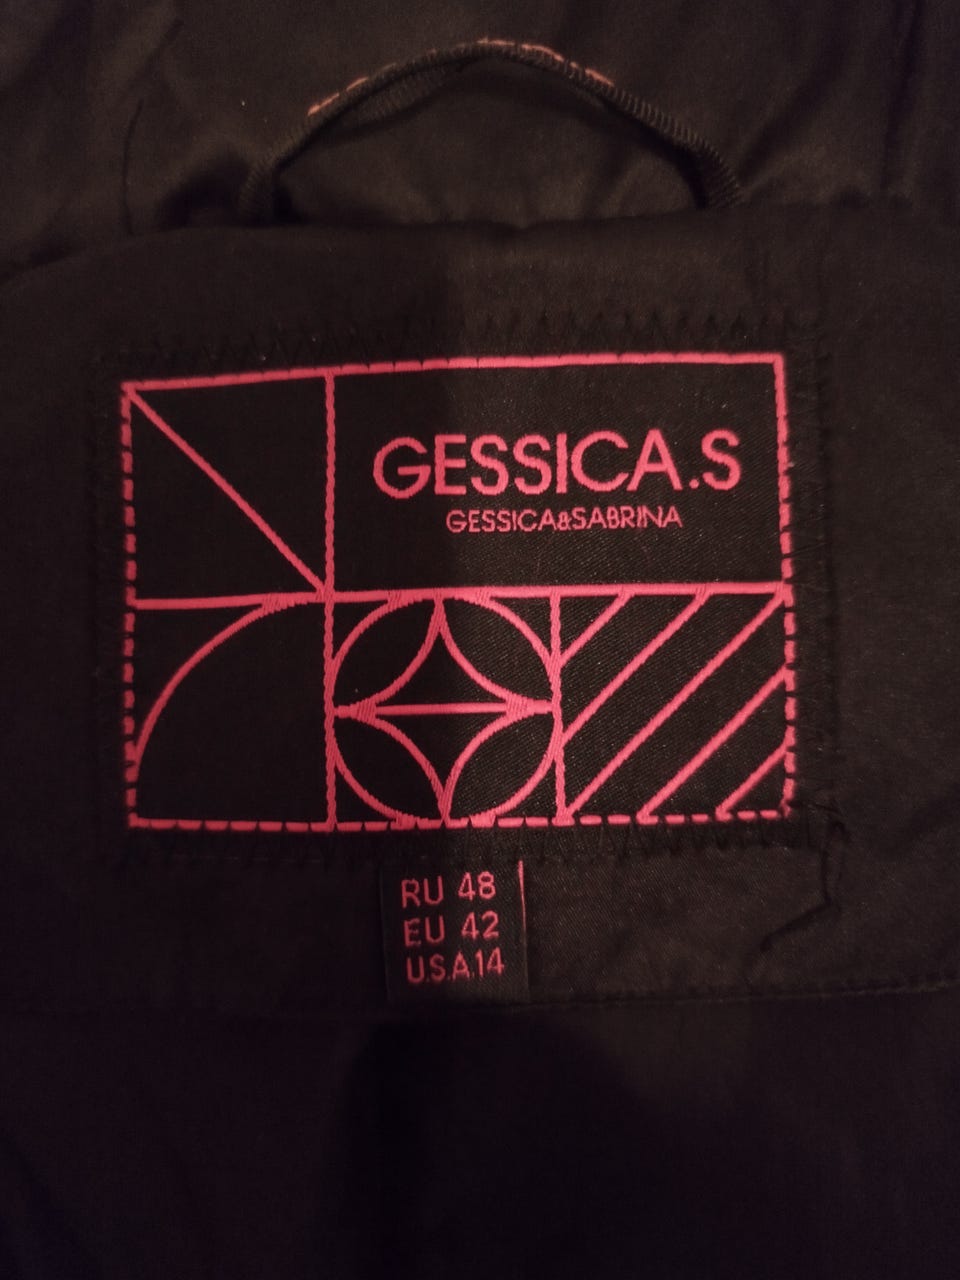 GESSICA.S
GESSICA&SABRINA
RU 48
EU 42
U.S.A.14